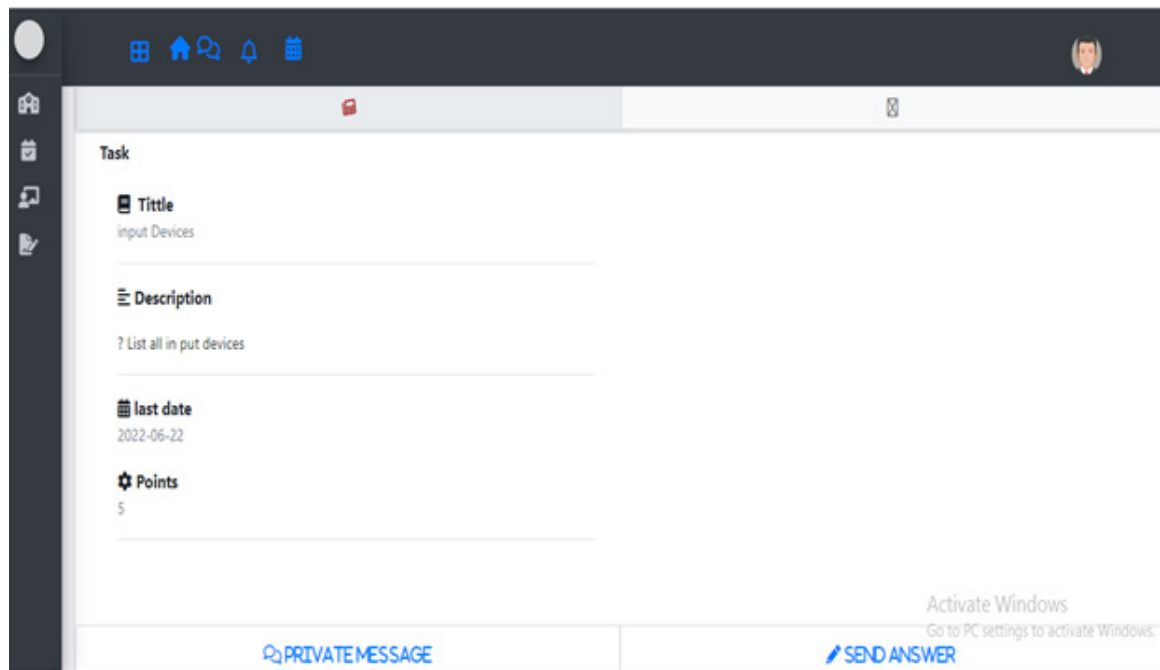 Task
Tittle
input Devices
Description
? List all in put devices
last date
2022-06-22
Points
5
Activate Windows
Go to PC settings to activate Windows.
PRIVATE MESSAGE
SEND ANSWER